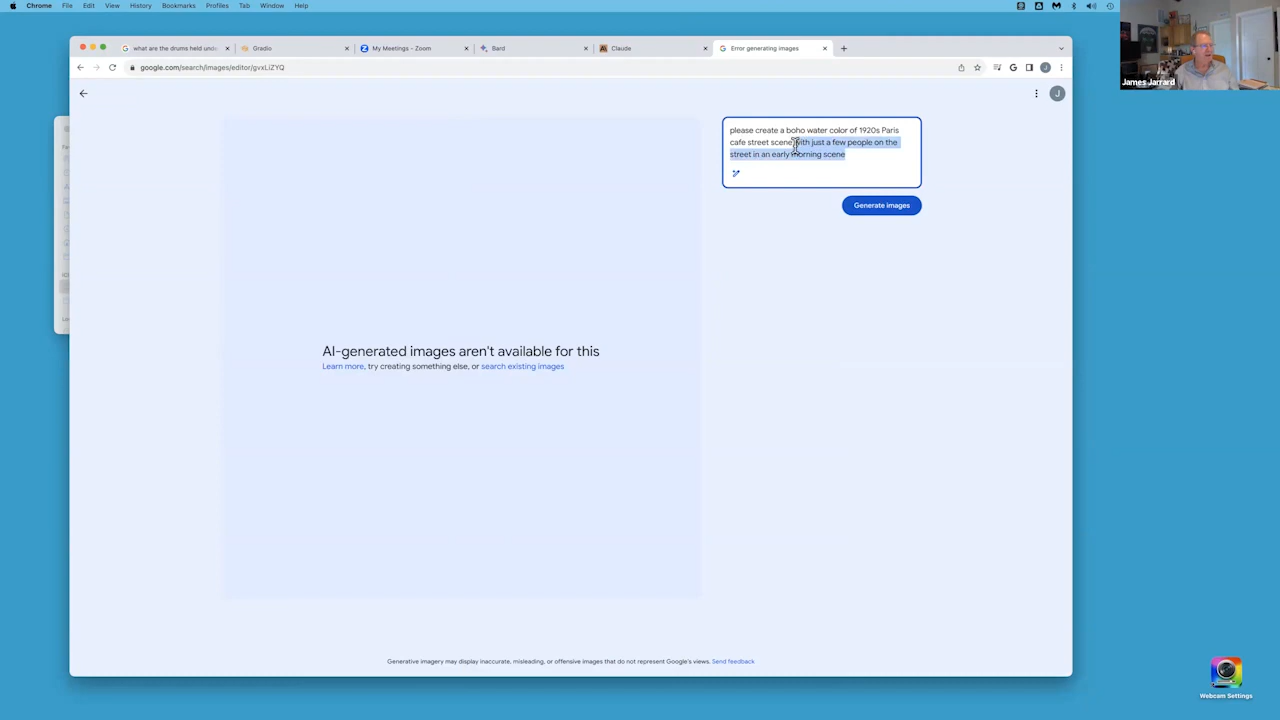 Chrome File Edit View History Bookmarks Profiles Tab Window Help
what are the drums held unde
Gradio
My Meetings - Zoom
Bard
Claude
Error generating images
google.com/search/images/editor/gvxLiZYQ
J
J
James Jarrard
please create a boho water color of 1920s Paris
cafe street scene with just a few people on the
street in an early morning scene
Generate images
AI-generated images aren't available for this
Learn more, try creating something else, or search existing images
Generative imagery may display inaccurate, misleading, or offensive images that do not represent Google's views. Send feedback
Webcam Settings